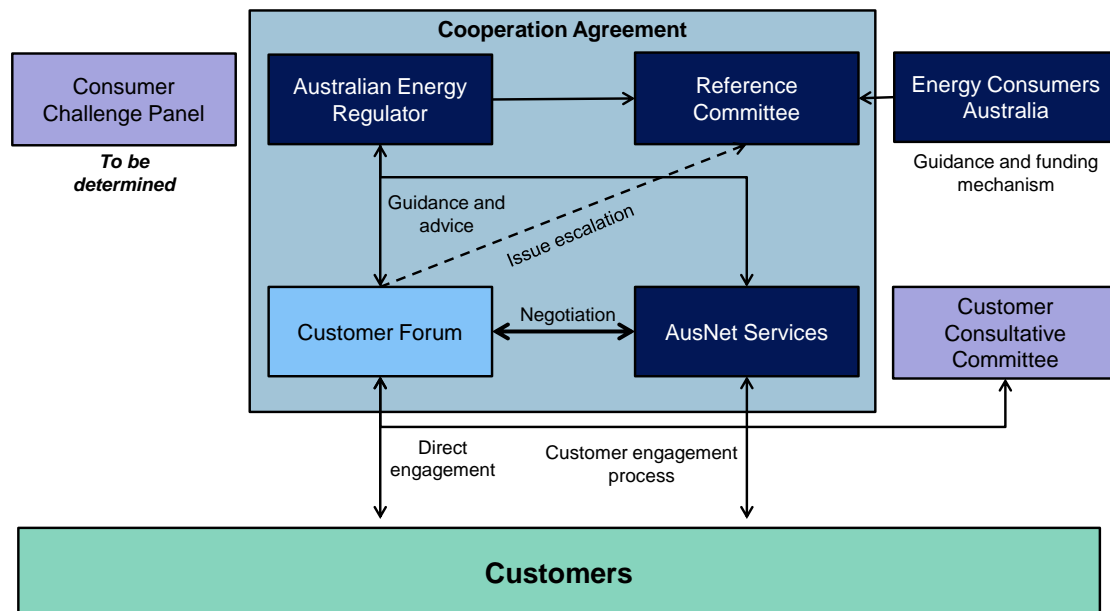 Cooperation Agreement
Consumer
Challenge Panel
To be
determined
Australian Energy
Regulator
Reference
Committee
Energy Consumers
Australia
Guidance and funding
mechanism
Guidance and
advice
Issue escalation
Customer Forum
Negotiation
AusNet Services
Customer
Consultative
Committee
Direct
engagement
Customer engagement
process
Customers